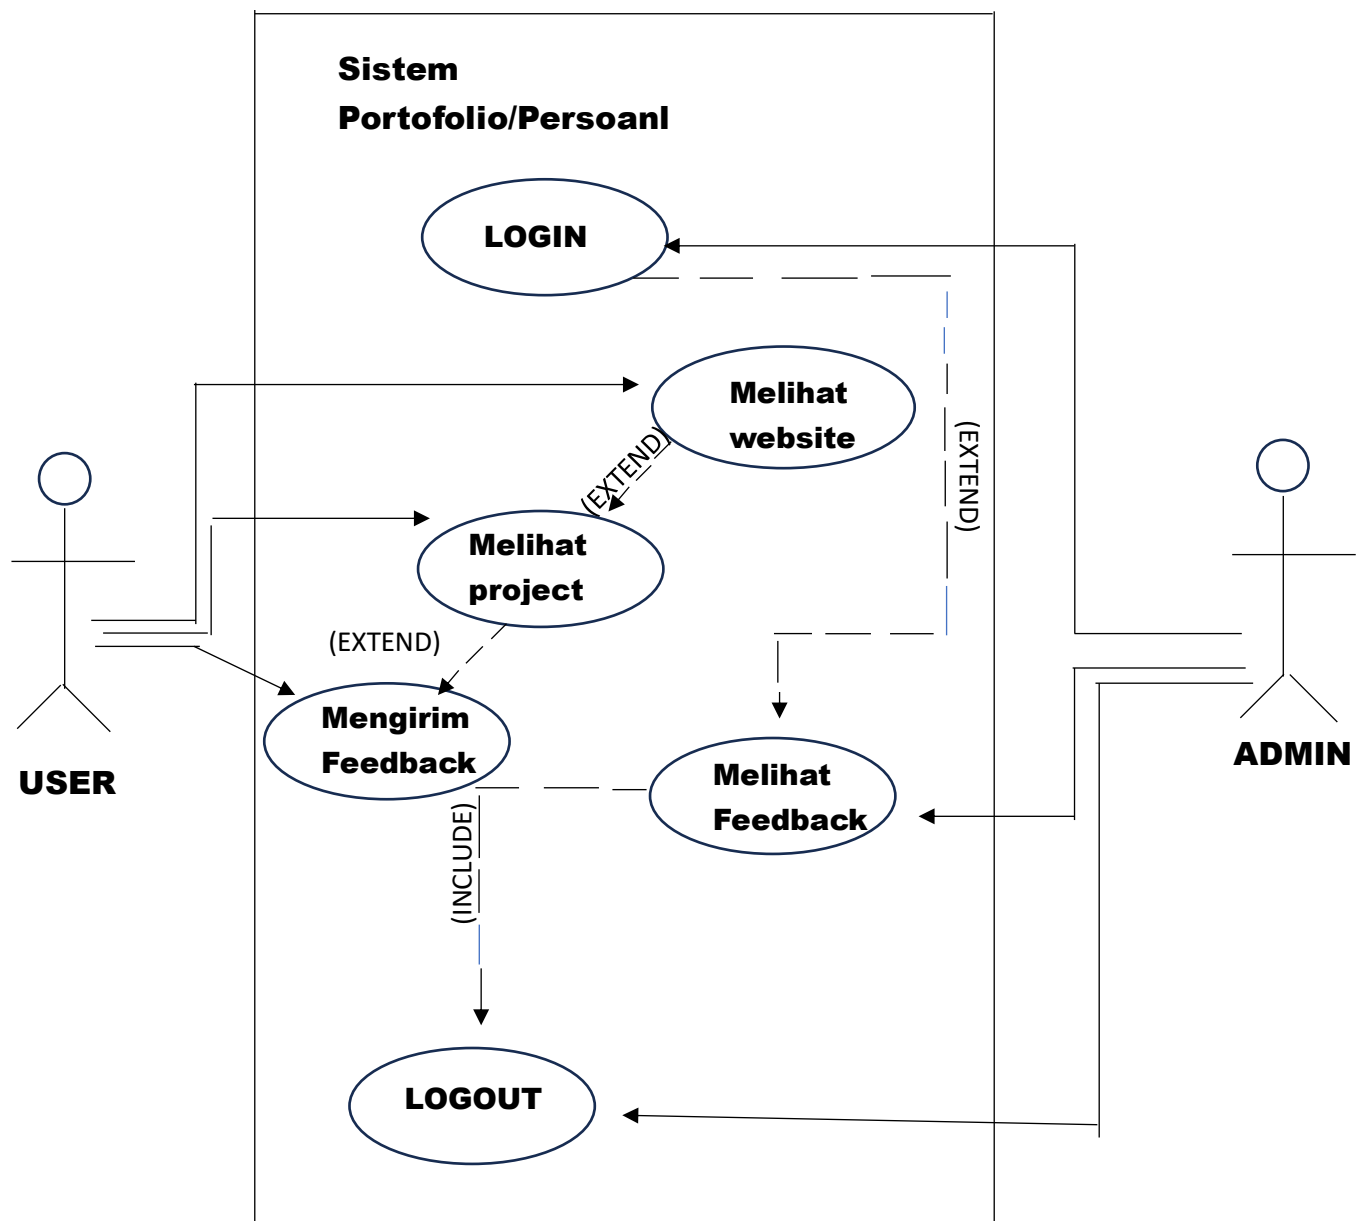 Sistem
Portofolio/Persoanl
LOGIN
Melihat
website
(EXTEND)
(EXTEND)
Melihat
project
(EXTEND)
Mengirim
Feedback
Melihat
Feedback
USER
ADMIN
(INCLUDE)
LOGOUT